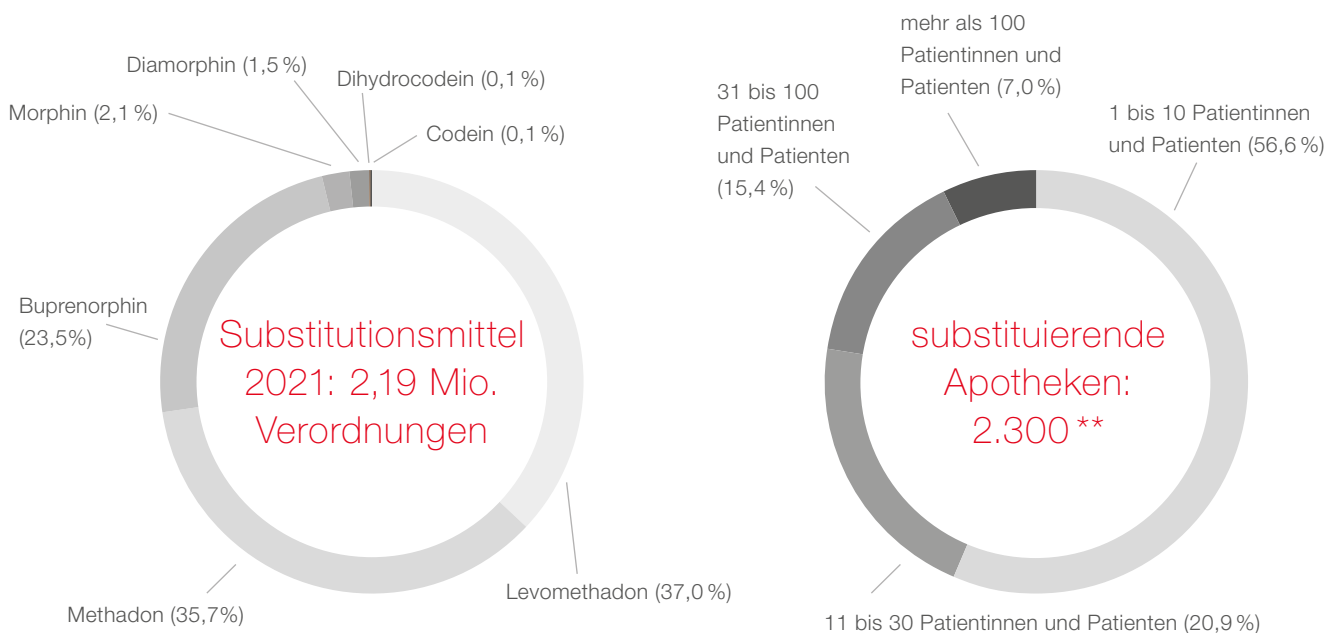 Diamorphin (1,5 %)
Dihydrocodein (0,1 %)
Morphin (2,1 %)
Codein (0,1 %)
Buprenorphin
(23,5%)
Substitutionsmittel
2021: 2,19 Mio.
Verordnungen
Methadon (35,7%)
Levomethadon (37,0 %)
mehr als 100
Patientinnen und
Patienten (7,0 %)
31 bis 100
Patientinnen
und Patienten
(15,4 %)
1 bis 10 Patientinnen
und Patienten (56,6 %)
substituierende
Apotheken:
2.300 **
11 bis 30 Patientinnen und Patienten (20,9 %)